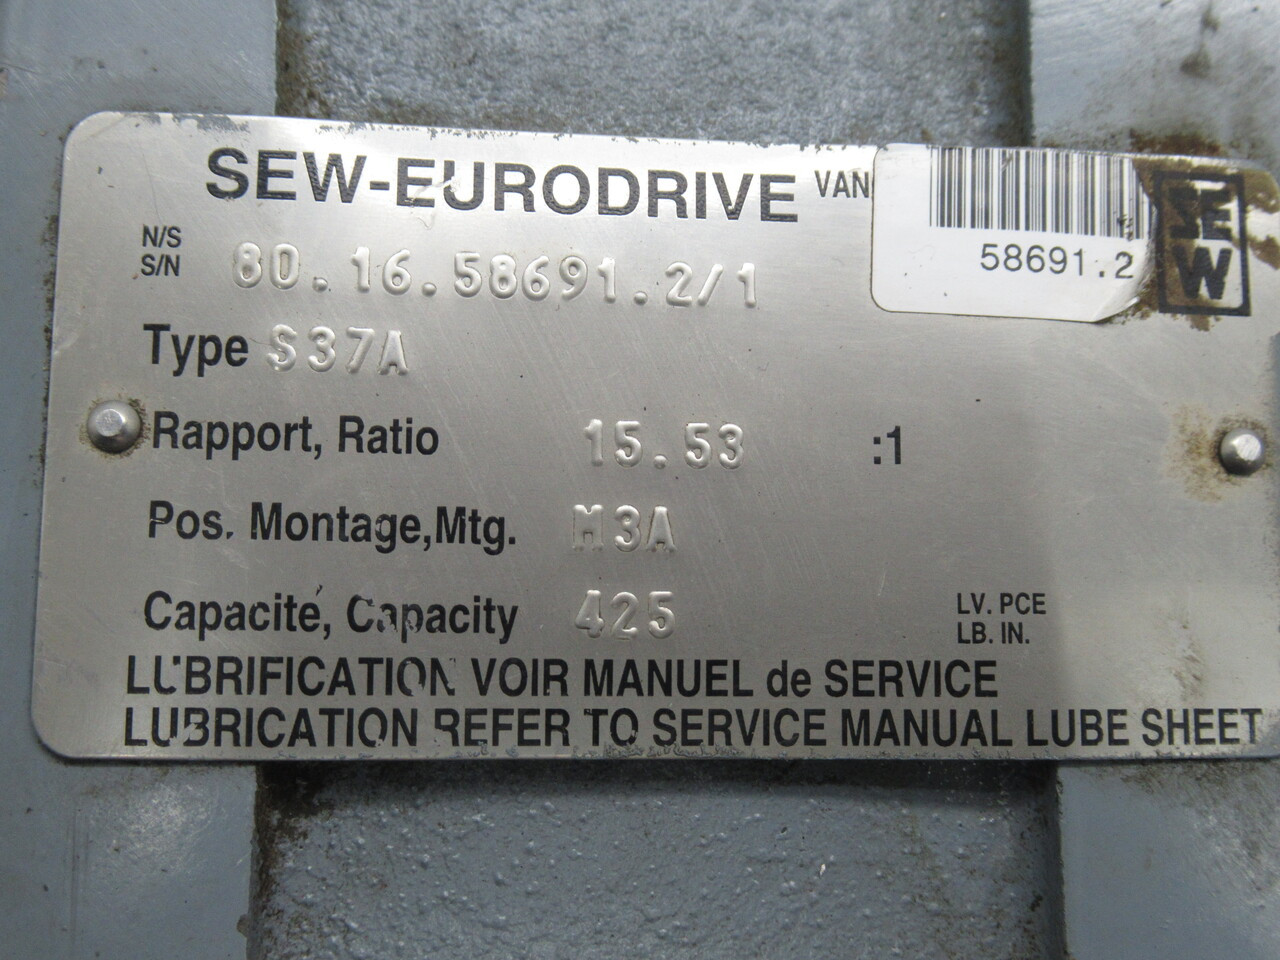 SEW-EURODRIVE VAN
58691.2
SEW
N/S
S/N 80.16.58691.2/1
Type S37A
Rapport, Ratio 15.53 :1
Pos. Montage,Mtg. M3A
Capacité, Capacity 425 LV. PCE
LB. IN.
LUBRIFICATION VOIR MANUEL de SERVICE
LUBRICATION REFER TO SERVICE MANUAL LUBE SHEET